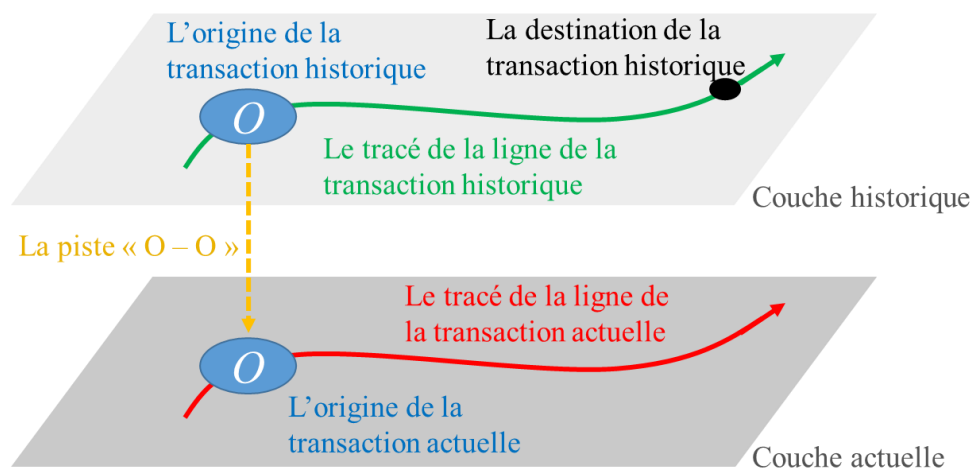 L’origine de la
transaction historique
La destination de la
transaction historique
O
Le tracé de la ligne de la
transaction historique
Couche historique
La piste « O – O »
Le tracé de la ligne de
la transaction actuelle
O
L’origine de la
transaction actuelle
Couche actuelle